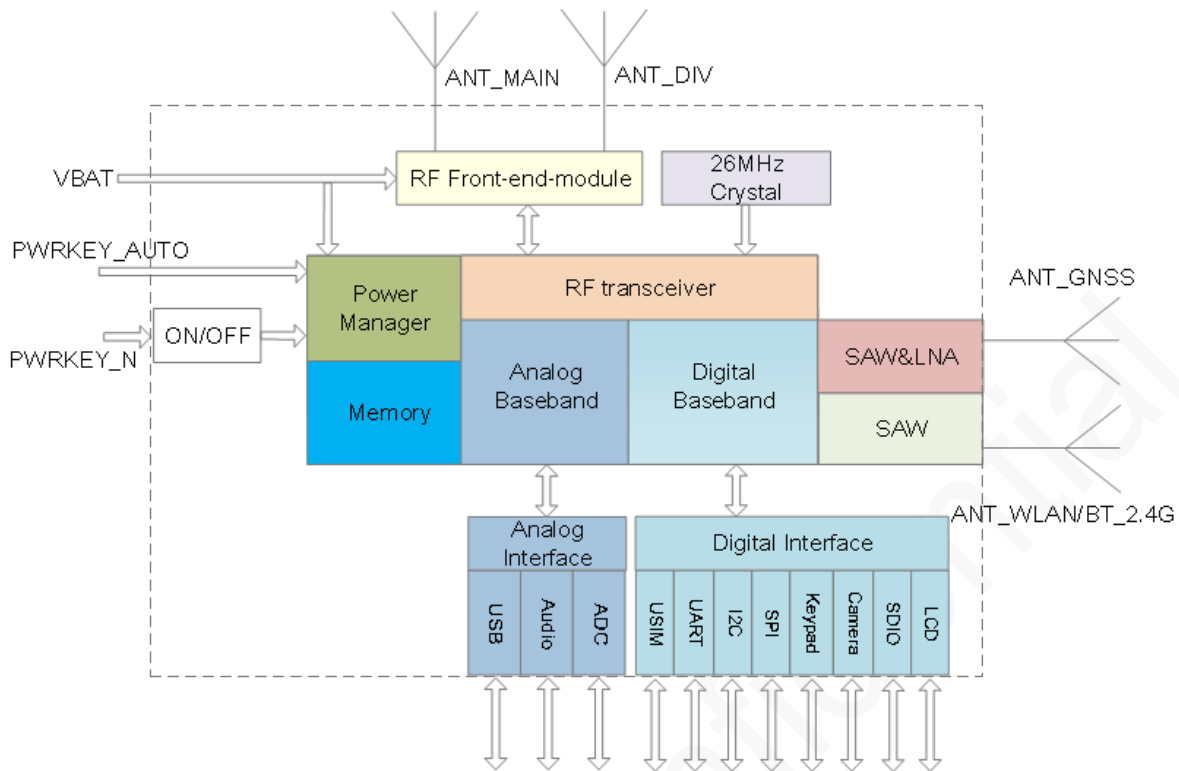 ANT_MAIN
ANT_DIV
VBAT
RF Front-end-module
26MHz
Crystal
PWRKEY_AUTO
Power
Manager
RF transceiver
ANT_GNSS
ON/OFF
PWRKEY_N
Analog
Baseband
Digital
Baseband
SAW&LNA
Memory
SAW
ANT_WLAN/BT_2.4G
Analog
Interface
Digital Interface
USB
Audio
ADC
USIM
UART
I2C
SPI
Keypad
Camera
SDIO
LCD